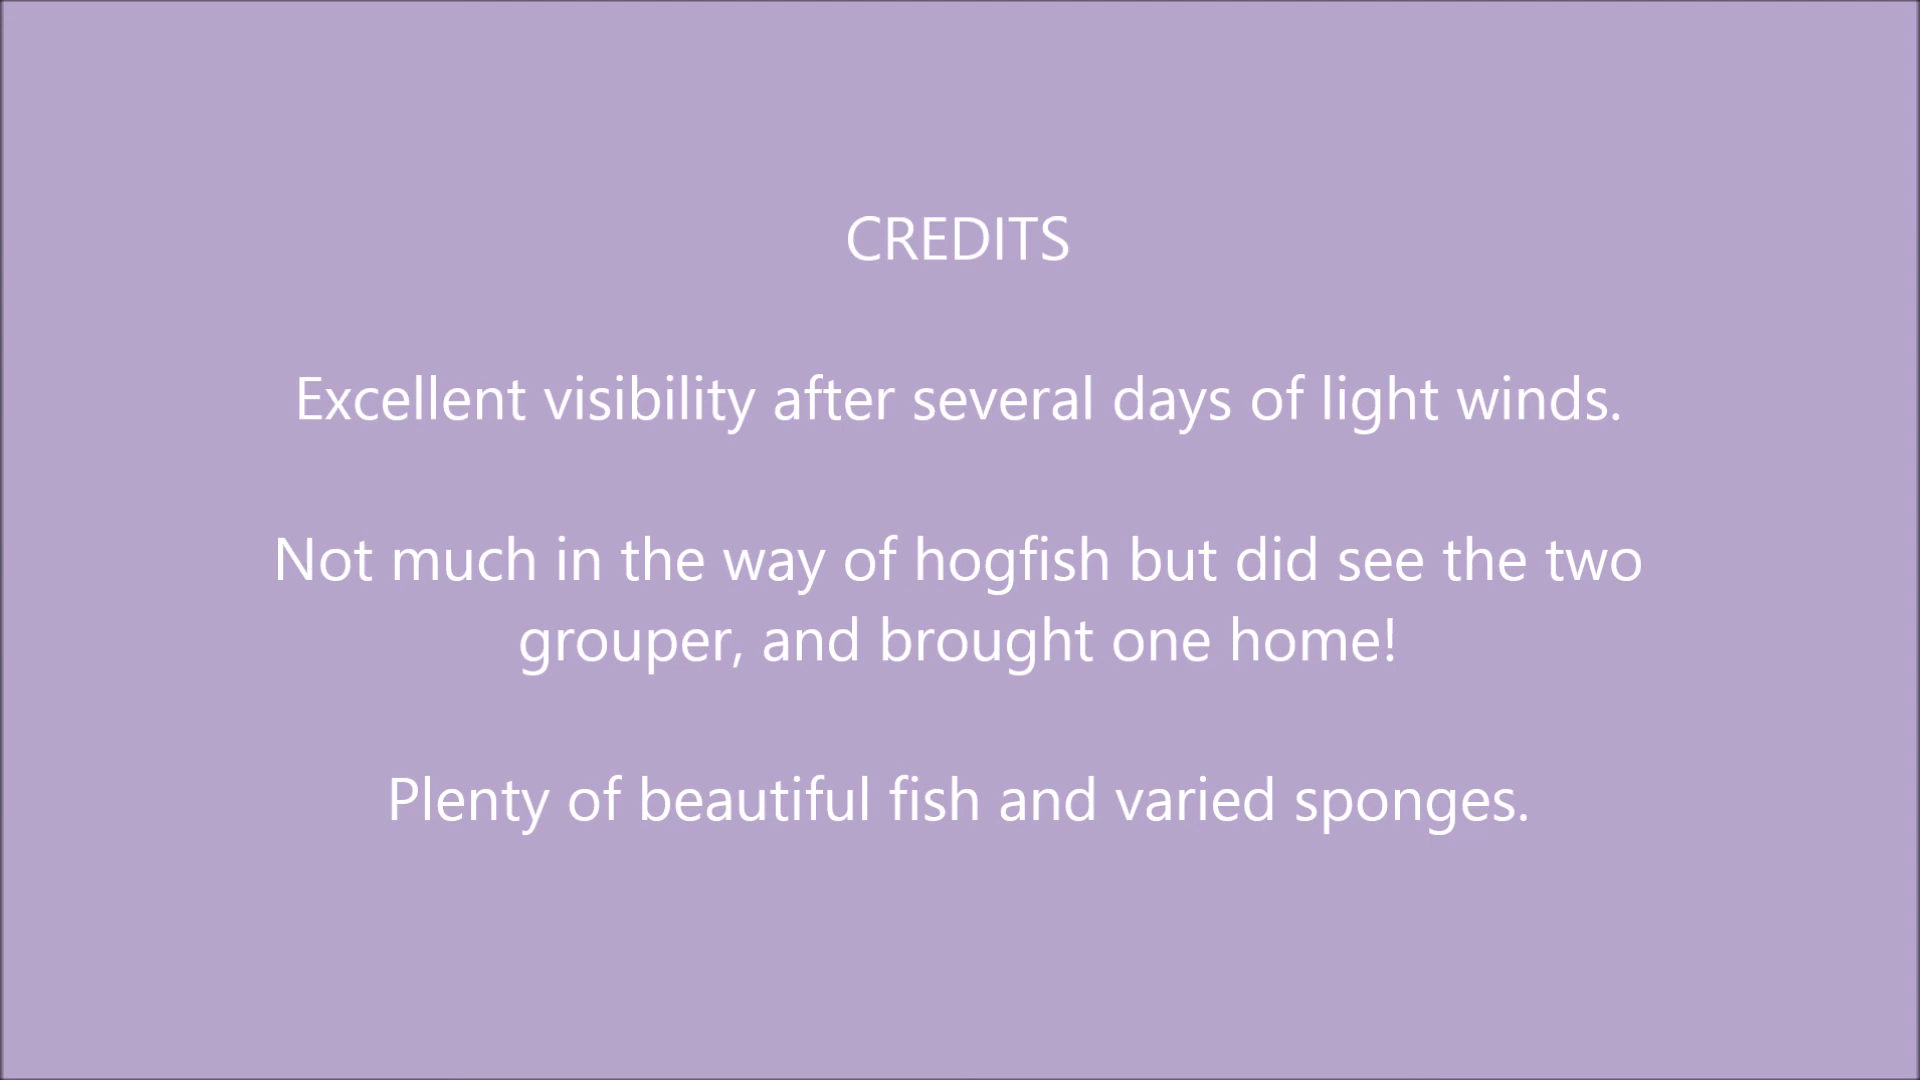 CREDITS
Excellent visibility after several days of light winds.
Not much in the way of hogfish but did see the two
grouper, and brought one home!
Plenty of beautiful fish and varied sponges.